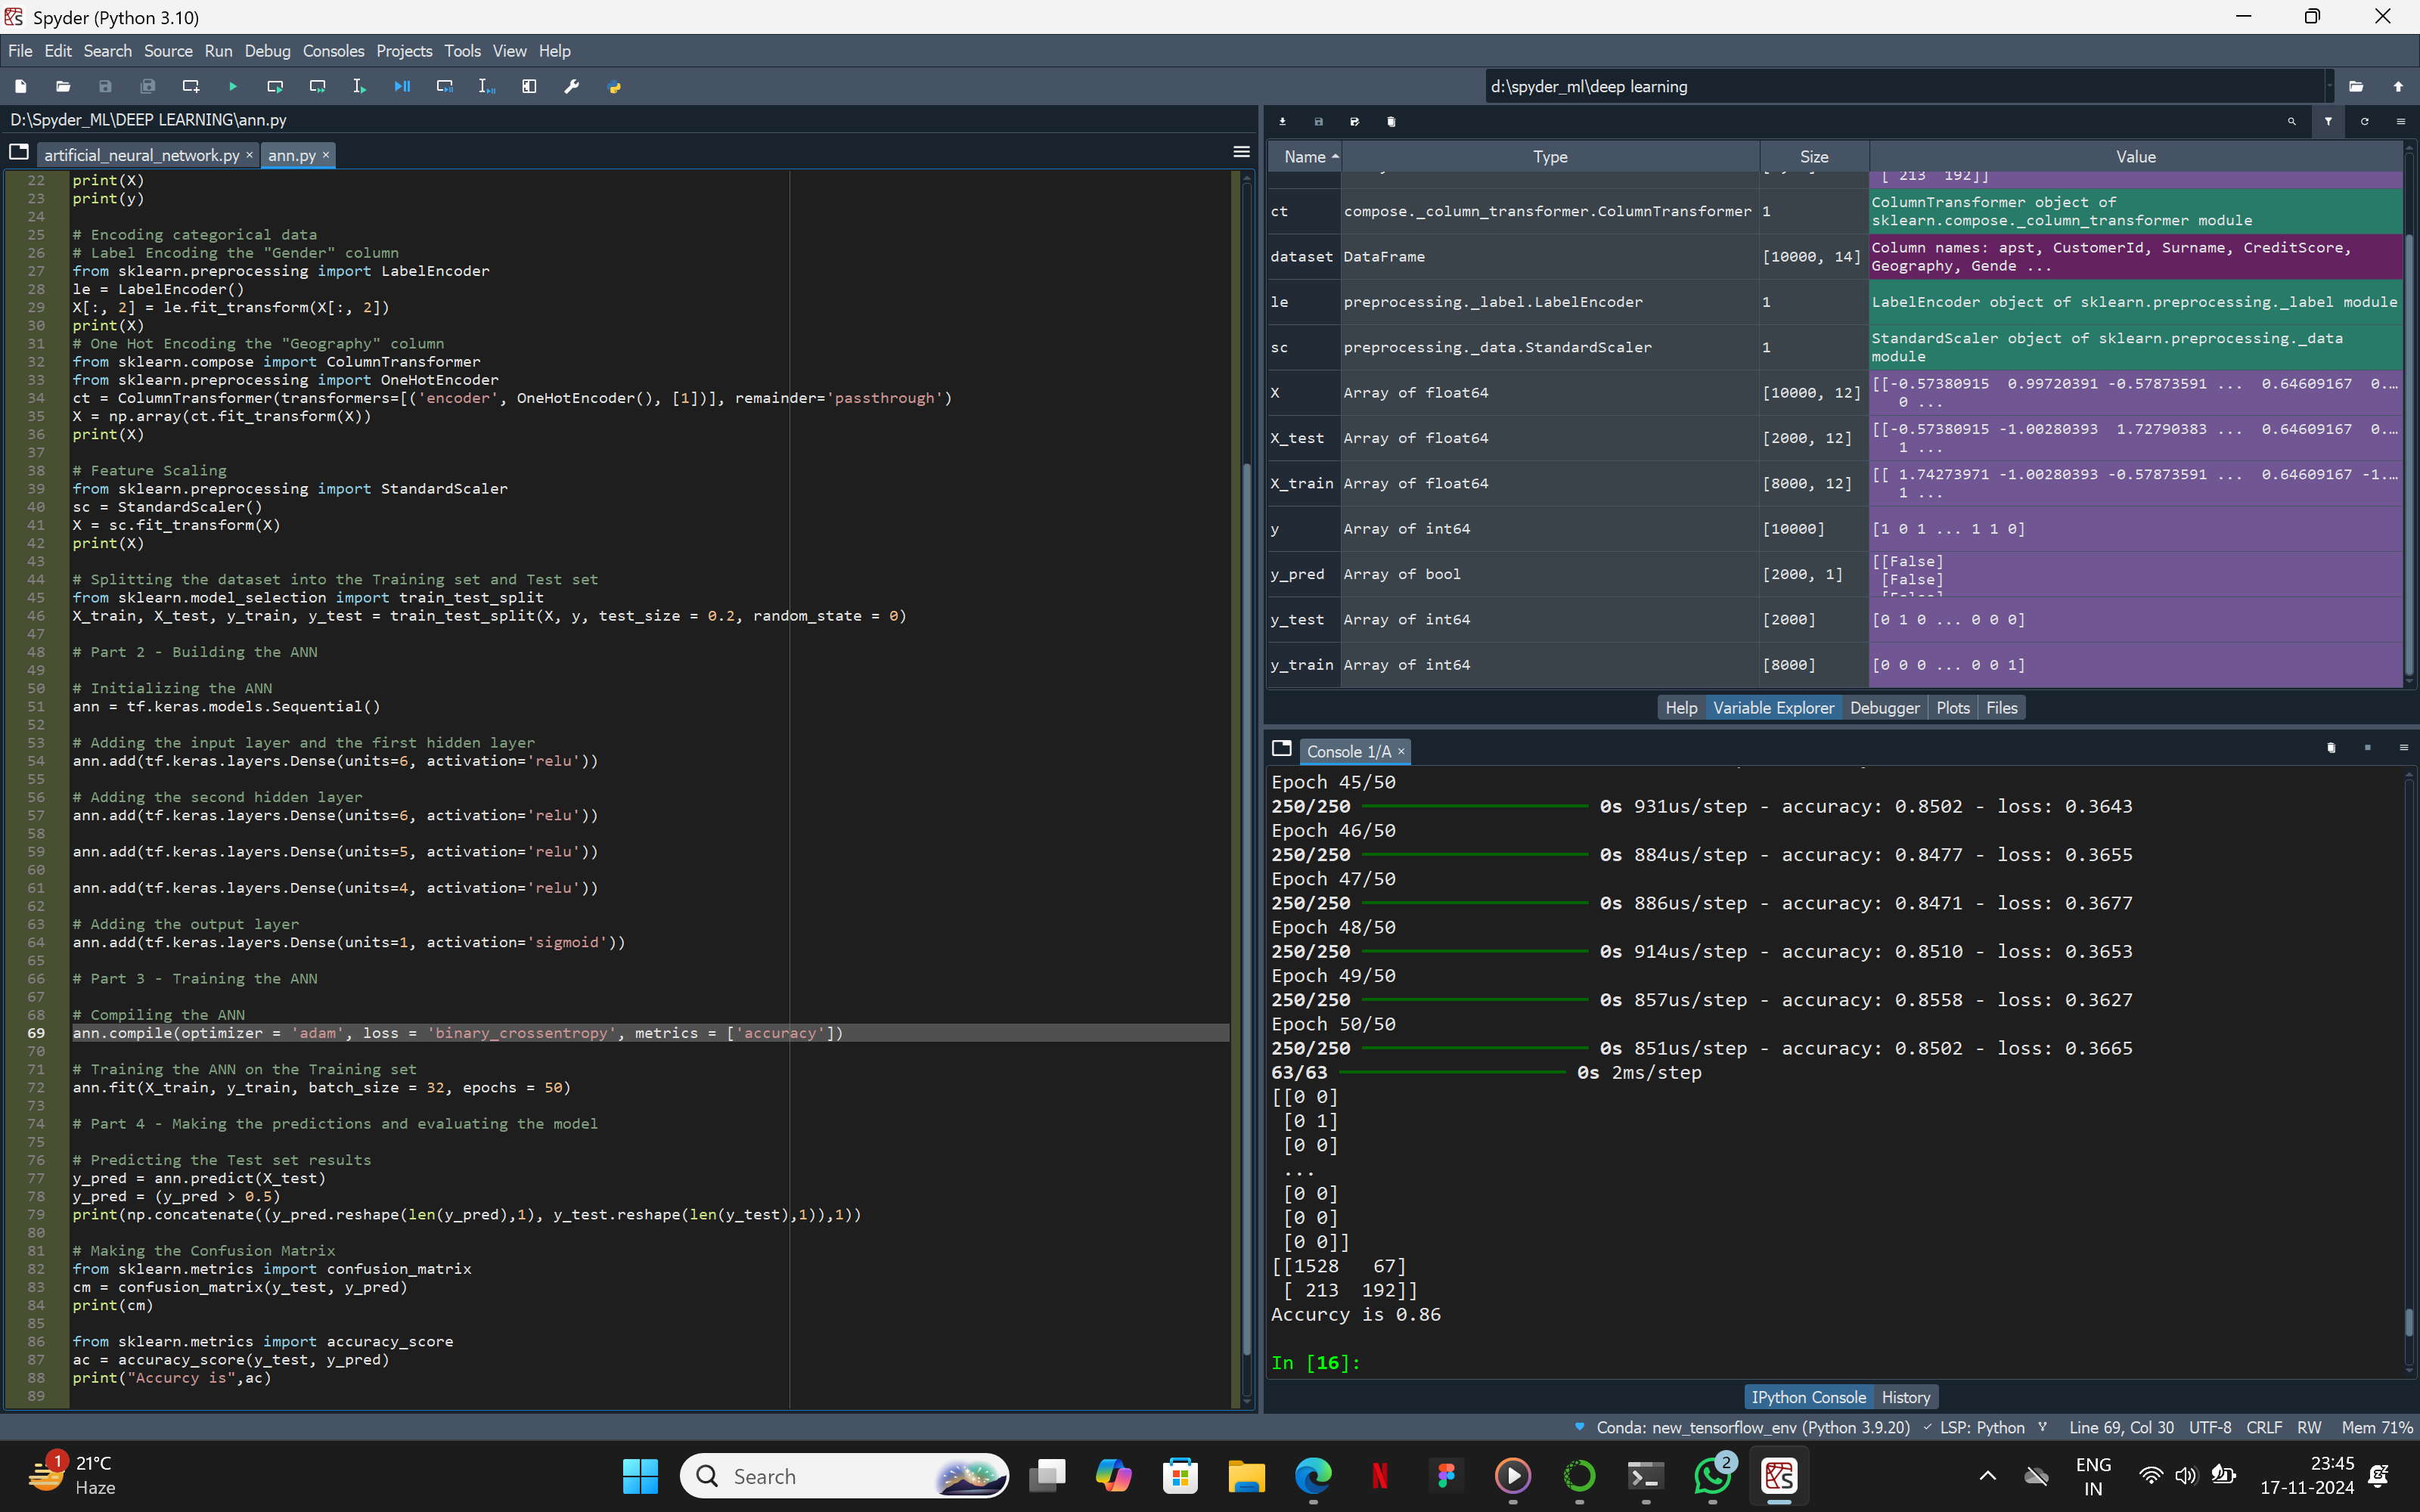 Spyder (Python 3.10)
File Edit Search Source Run Debug Consoles Projects Tools View Help
d:\spyder_ml\deep learning
D:\Spyder_ML\DEEP LEARNING\ann.py
artificial_neural_network.py ann.py
22 print(X)
23 print(y)
24
25 # Encoding categorical data
26 # Label Encoding the "Gender" column
27 from sklearn.preprocessing import LabelEncoder
28 le = LabelEncoder()
29 X[:, 2] = le.fit_transform(X[:, 2])
30 print(X)
31 # One Hot Encoding the "Geography" column
32 from sklearn.compose import ColumnTransformer
33 from sklearn.preprocessing import OneHotEncoder
34 ct = ColumnTransformer(transformers=[('encoder', OneHotEncoder(), [1])], remainder='passthrough')
35 X = np.array(ct.fit_transform(X))
36 print(X)
37
38 # Feature Scaling
39 from sklearn.preprocessing import StandardScaler
40 sc = StandardScaler()
41 X = sc.fit_transform(X)
42 print(X)
43
44 # Splitting the dataset into the Training set and Test set
45 from sklearn.model_selection import train_test_split
46 X_train, X_test, y_train, y_test = train_test_split(X, y, test_size = 0.2, random_state = 0)
47
48 # Part 2 - Building the ANN
49
50 # Initializing the ANN
51 ann = tf.keras.models.Sequential()
52
53 # Adding the input layer and the first hidden layer
54 ann.add(tf.keras.layers.Dense(units=6, activation='relu'))
55
56 # Adding the second hidden layer
57 ann.add(tf.keras.layers.Dense(units=6, activation='relu'))
58
59 ann.add(tf.keras.layers.Dense(units=5, activation='relu'))
60
61 ann.add(tf.keras.layers.Dense(units=4, activation='relu'))
62
63 # Adding the output layer
64 ann.add(tf.keras.layers.Dense(units=1, activation='sigmoid'))
65
66 # Part 3 - Training the ANN
67
68 # Compiling the ANN
69 ann.compile(optimizer = 'adam', loss = 'binary_crossentropy', metrics = ['accuracy'])
70
71 # Training the ANN on the Training set
72 ann.fit(X_train, y_train, batch_size = 32, epochs = 50)
73
74 # Part 4 - Making the predictions and evaluating the model
75
76 # Predicting the Test set results
77 y_pred = ann.predict(X_test)
78 y_pred = (y_pred > 0.5)
79 print(np.concatenate((y_pred.reshape(len(y_pred),1), y_test.reshape(len(y_test),1)),1))
80
81 # Making the Confusion Matrix
82 from sklearn.metrics import confusion_matrix
83 cm = confusion_matrix(y_test, y_pred)
84 print(cm)
85
86 from sklearn.metrics import accuracy_score
87 ac = accuracy_score(y_test, y_pred)
88 print("Accurcy is",ac)
89
Name Type Size Value
[ 213 192]]
ct compose._column_transformer.ColumnTransformer 1 ColumnTransformer object of
sklearn.compose._column_transformer module
dataset DataFrame [10000, 14] Column names: apst, CustomerId, Surname, CreditScore,
Geography, Gende ...
le preprocessing._label.LabelEncoder 1 LabelEncoder object of sklearn.preprocessing._label module
sc preprocessing._data.StandardScaler 1 StandardScaler object of sklearn.preprocessing._data
module
X Array of float64 [10000, 12] [[-0.57380915 0.99720391 -0.57873591 ... 0.64609167 0.…
0 ...
X_test Array of float64 [2000, 12] [[-0.57380915 -1.00280393 1.72790383 ... 0.64609167 0.…
1 ...
X_train Array of float64 [8000, 12] [[ 1.74273971 -1.00280393 -0.57873591 ... 0.64609167 -1.…
1 ...
y Array of int64 [10000] [1 0 1 ... 1 1 0]
y_pred Array of bool [2000, 1] [[False]
[False]
[False]
y_test Array of int64 [2000] [0 1 0 ... 0 0 0]
y_train Array of int64 [8000] [0 0 0 ... 0 0 1]
Help Variable Explorer Debugger Plots Files
Console 1/A
Epoch 45/50
250/250 0s 931us/step - accuracy: 0.8502 - loss: 0.3643
Epoch 46/50
250/250 0s 884us/step - accuracy: 0.8477 - loss: 0.3655
Epoch 47/50
250/250 0s 886us/step - accuracy: 0.8471 - loss: 0.3677
Epoch 48/50
250/250 0s 914us/step - accuracy: 0.8510 - loss: 0.3653
Epoch 49/50
250/250 0s 857us/step - accuracy: 0.8558 - loss: 0.3627
Epoch 50/50
250/250 0s 851us/step - accuracy: 0.8502 - loss: 0.3665
63/63 0s 2ms/step
[[0 0]
[0 1]
[0 0]
...
[0 0]
[0 0]
[0 0]]
[[1528 67]
[ 213 192]]
Accurcy is 0.86
In [16]:
IPython Console History
Conda: new_tensorflow_env (Python 3.9.20) LSP: Python Line 69, Col 30 UTF-8 CRLF RW Mem 71%
1 21°C
Haze
Search
2
ENG
IN
23:45
17-11-2024